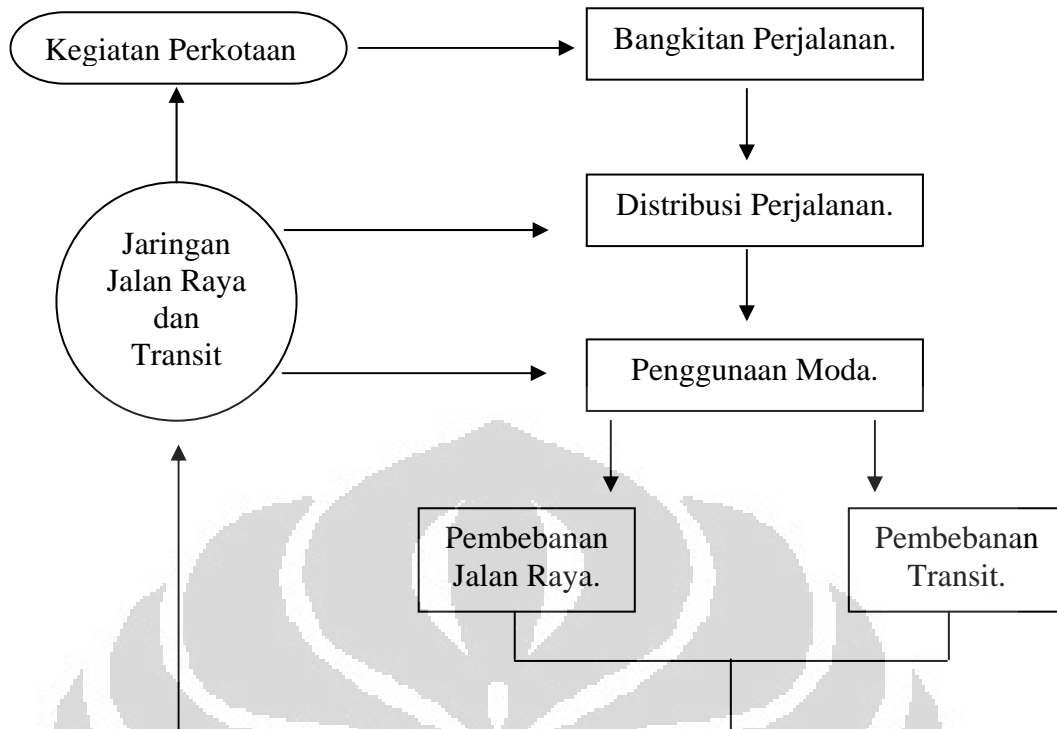 Kegiatan Perkotaan
Bangkitan Perjalanan.
Distribusi Perjalanan.
Jaringan
Jalan Raya
dan
Transit
Penggunaan Moda.
Pembebanan
Jalan Raya.
Pembebanan
Transit.